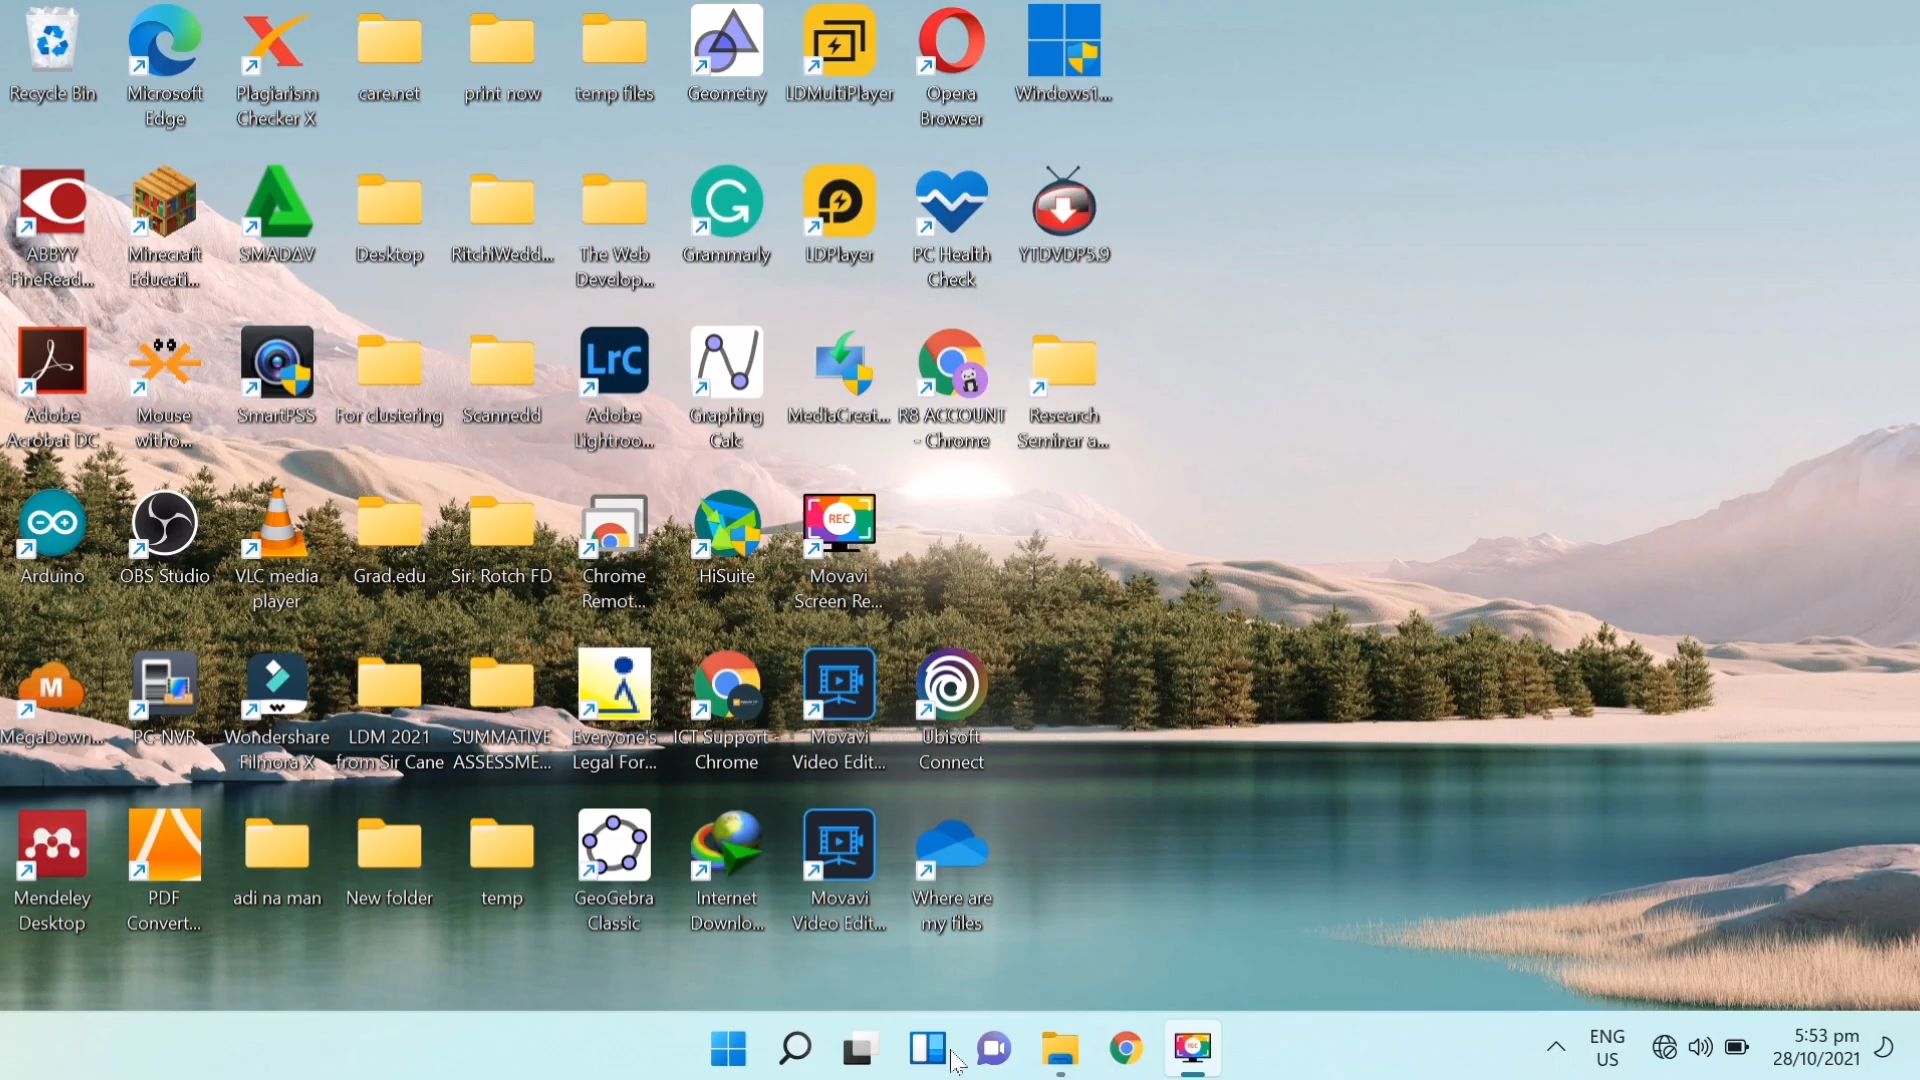 Recycle Bin
Microsoft
Edge
Plagiarism
Checker X
care.net
print now
temp files
Geometry
LDMultiPlayer
Opera
Browser
Windows1...
ABBYY
FineRead...
Minecraft
Educati...
SMADAV
Desktop
RitchiWedd...
The Web
Develop...
Grammarly
LDPlayer
PC Health
Check
YTDVDP5.9
Adobe
Acrobat DC
Mouse
witho...
SmartPSS
For clustering
Scannedd
LrC
Adobe
Lightroo...
Graphing
Calc
MediaCreat...
R8 ACCOUNT
- Chrome
Research
Seminar a...
Arduino
OBS Studio
VLC media
player
Grad.edu
Sir. Rotch FD
Chrome
Remot...
HiSuite
REC
Movavi
Screen Re...
M
MegaDown...
PC-NVR
Wondershare
Filmora X
LDM 2021
from Sir Cane
SUMMATIVE
ASSESSME...
Everyone's
Legal For...
ICT Support -
Chrome
Movavi
Video Edit...
Ubisoft
Connect
Mendeley
Desktop
PDF
Convert...
adi na man
New folder
temp
GeoGebra
Classic
Internet
Downlo...
Movavi
Video Edit...
Where are
my files
REC
ENG
US
5:53 pm
28/10/2021